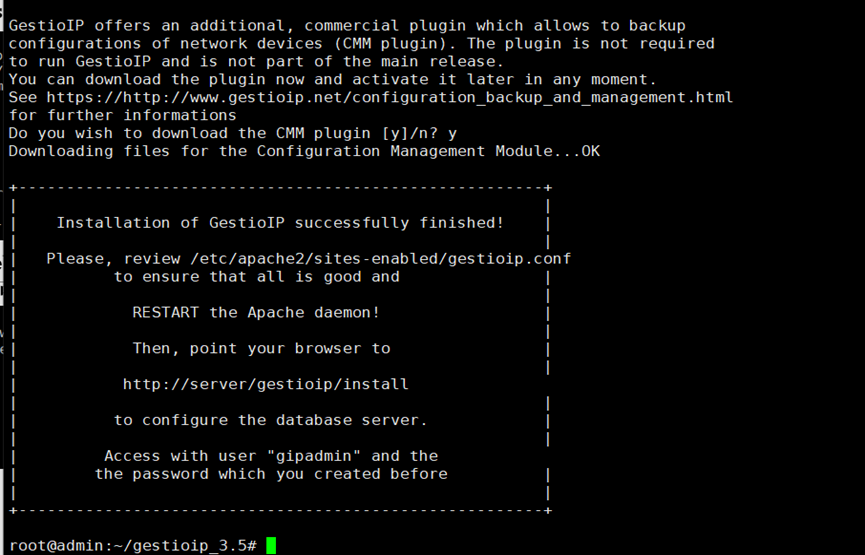 GestioIP offers an additional, commercial plugin which allows to backup
configurations of network devices (CMM plugin). The plugin is not required
to run GestioIP and is not part of the main release.
You can download the plugin now and activate it later in any moment.
See https://http://www.gestioip.net/configuration_backup_and_management.html
for further informations
Do you wish to download the CMM plugin [y]/n? y
Downloading files for the Configuration Management Module...OK
Installation of GestioIP successfully finished!
Please, review /etc/apache2/sites-enabled/gestioip.conf
to ensure that all is good and
RESTART the Apache daemon!
Then, point your browser to
http://server/gestioip/install
to configure the database server.
Access with user "gipadmin" and the
the password which you created before
root@admin:~/gestioip_3.5#